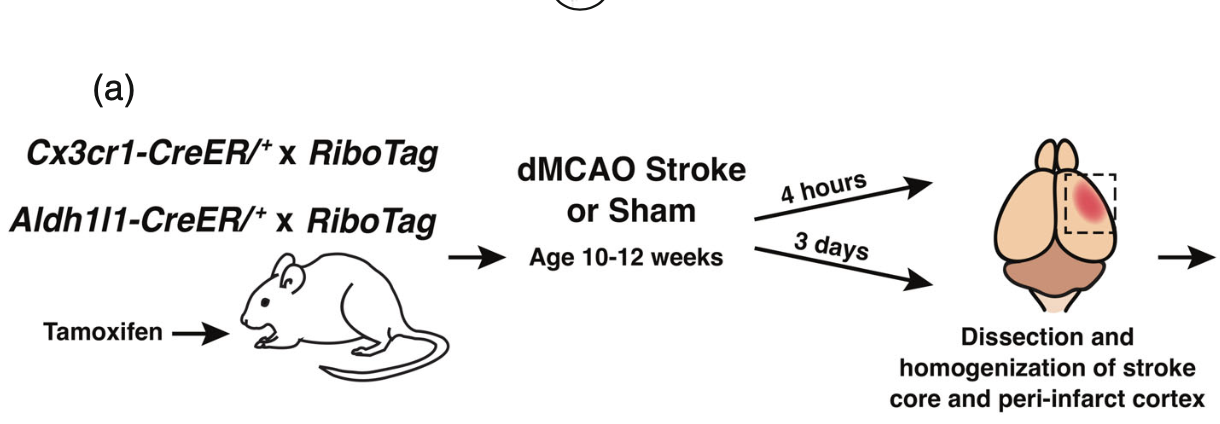 (a)
Cx3cr1-CreER/+ x RiboTag
Aldh1l1-CreER/+ x RiboTag
Tamoxifen
dMCAO Stroke
or Sham
Age 10-12 weeks
4 hours
3 days
Dissection and
homogenization of stroke
core and peri-infarct cortex